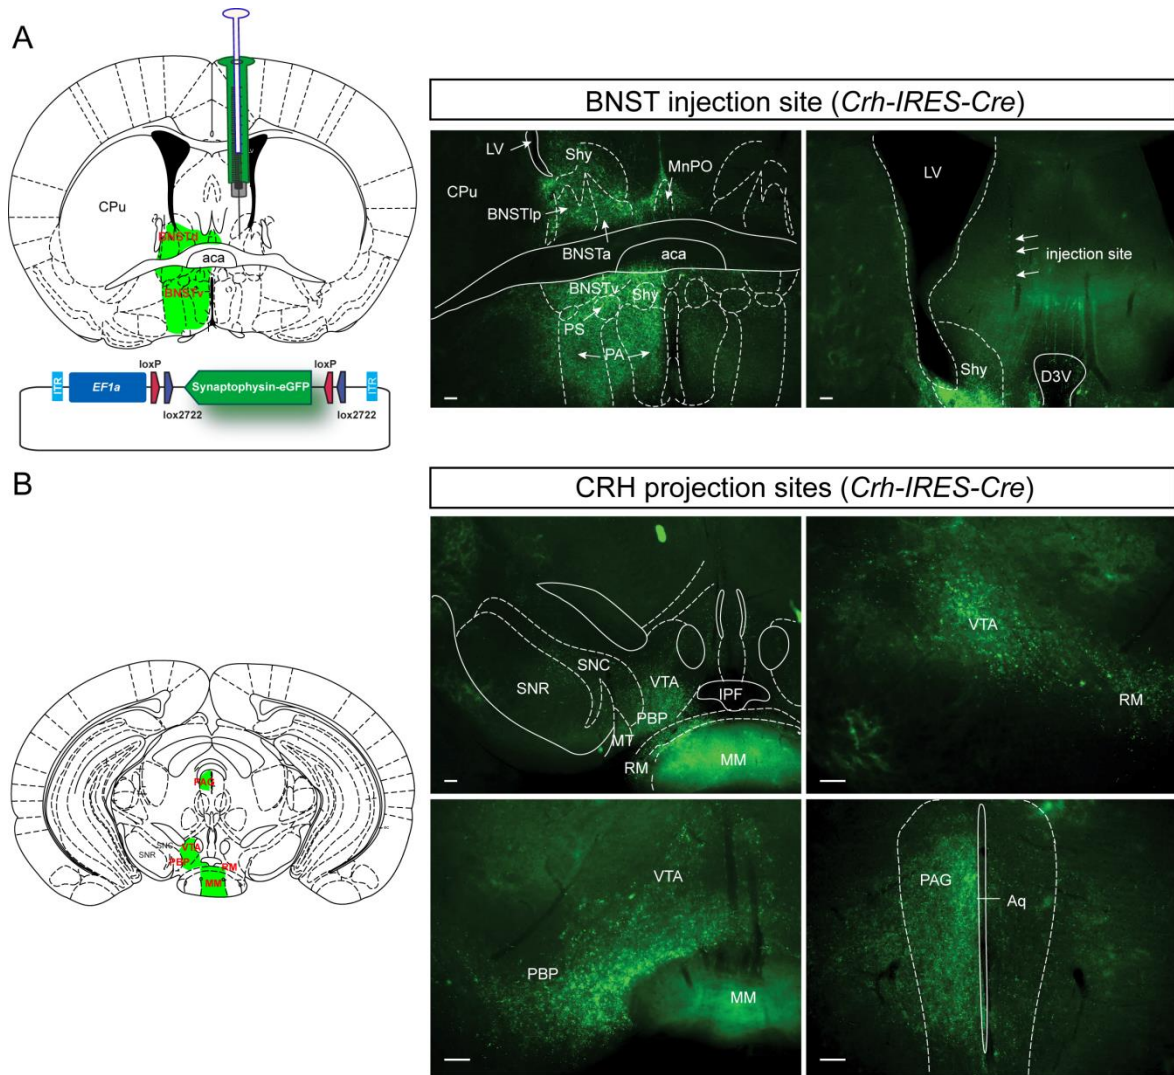 A
CPu
BNSTd
aca
BNSTv
loxP
loxP
ITR
EF1a
Synaptophysin-eGFP
ITR
lox2722
lox2722
BNST injection site (Crh-IRES-Cre)
LV
Shy
MnPO
CPu
BNSTlp
BNSTa
aca
BNSTv
Shy
PS
PA
LV
injection site
Shy
D3V
B
PAG
SNC
SNR
VTA
PBP
RM
MM
CRH projection sites (Crh-IRES-Cre)
SNC
SNR
VTA
IPF
PBP
MT
RM
MM
VTA
RM
VTA
PBP
MM
PAG
Aq